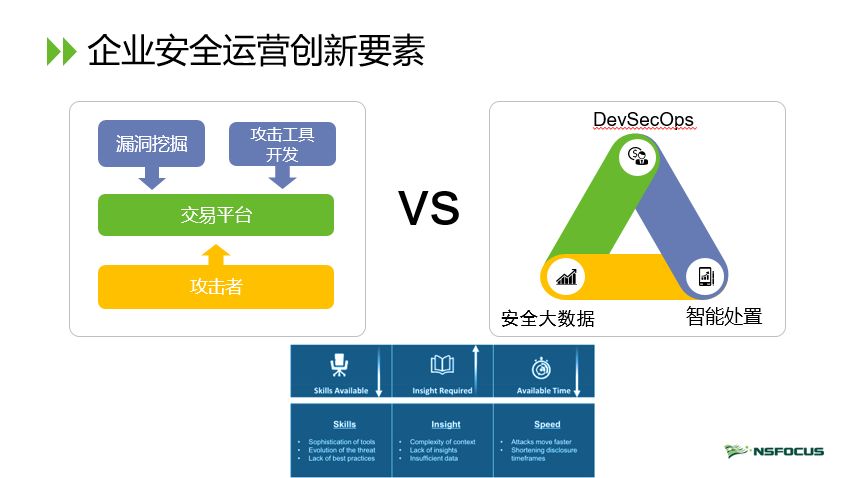 企业安全运营创新要素
漏洞挖掘
攻击工具
开发
交易平台
攻击者
VS
DevSecOps
安全大数据
智能处置
Skills Available
Insight Required
Available Time
Skills
• Sophistication of tools
• Evolution of the threat
• Lack of best practices
Insight
• Complexity of context
• Lack of insights
• Insufficient data
Speed
• Attacks move faster
• Shortening disclosure
timeframes
NSFOCUS